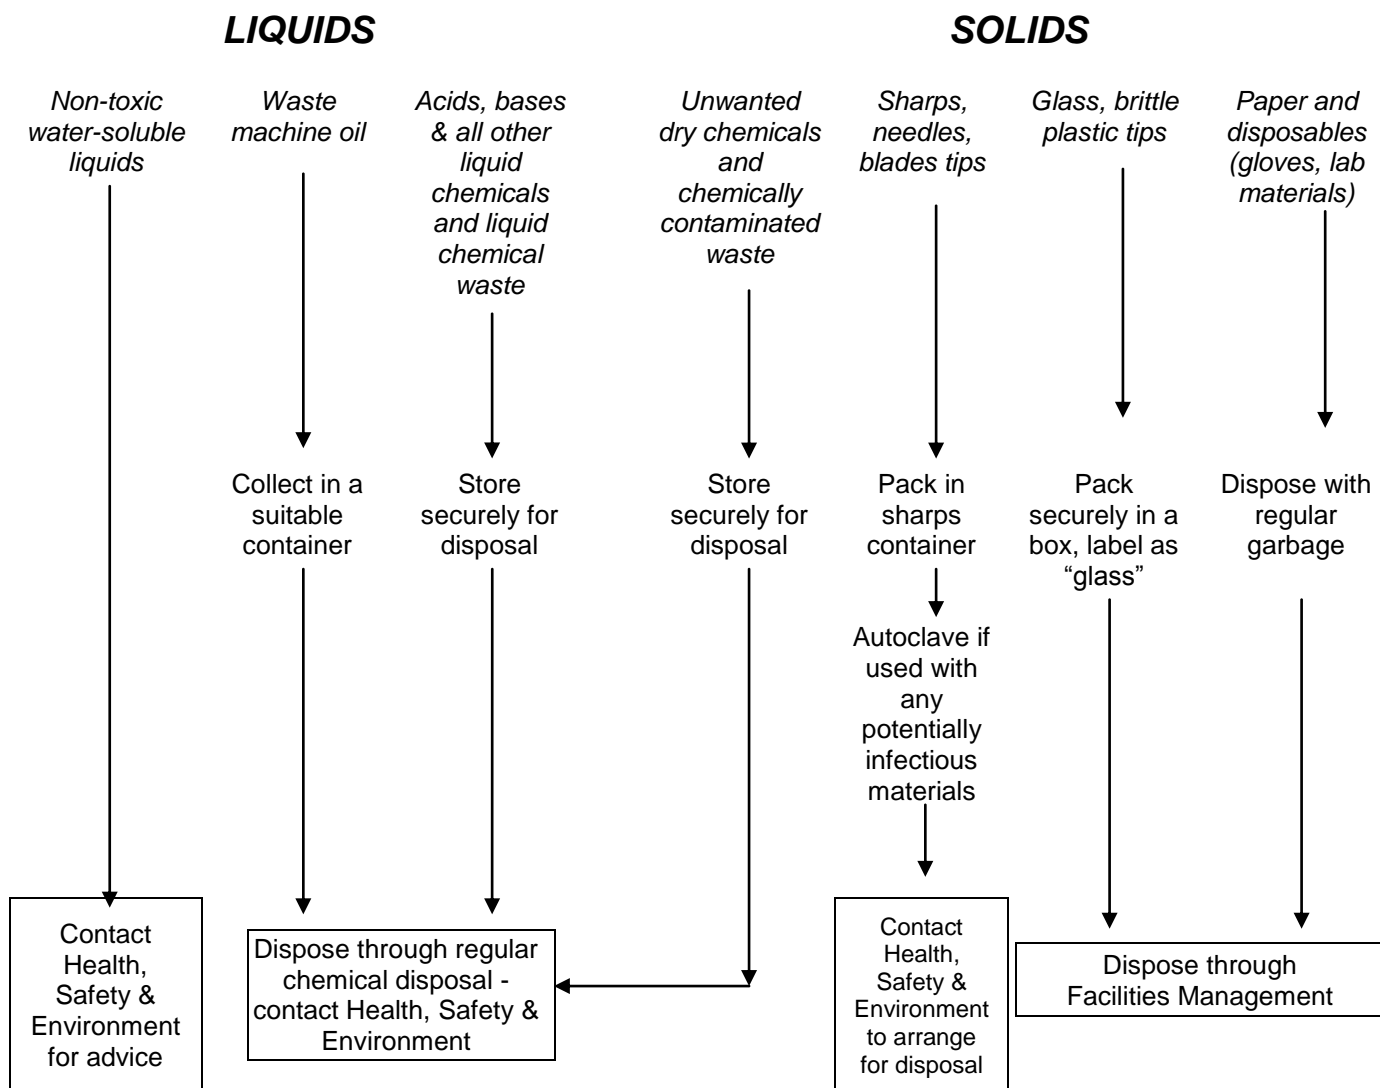 LIQUIDS
SOLIDS
Non-toxic
water-soluble
liquids
Waste
machine oil
Acids, bases
& all other
liquid
chemicals
and liquid
chemical
waste
Unwanted
dry chemicals
and
chemically
contaminated
waste
Sharps,
needles,
blades tips
Glass, brittle
plastic tips
Paper and
disposables
(gloves, lab
materials)
Collect in a
suitable
container
Store
securely for
disposal
Store
securely for
disposal
Pack in
sharps
container
Pack
securely in a
box, label as
“glass”
Dispose with
regular
garbage
Autoclave if
used with
any
potentially
infectious
materials
Contact
Health,
Safety &
Environment
for advice
Dispose through regular
chemical disposal -
contact Health, Safety &
Environment
Contact
Health,
Safety &
Environment
to arrange
for disposal
Dispose through
Facilities Management